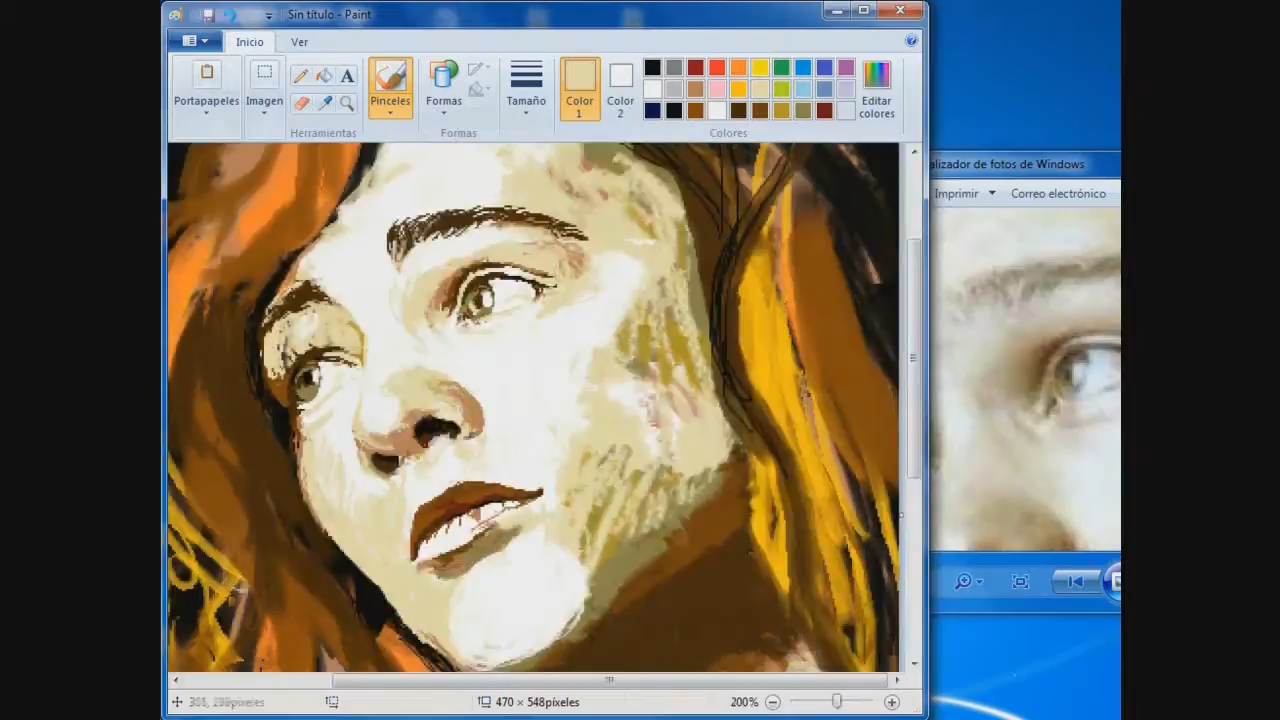 Sin título - Paint
Inicio Ver
Portapapeles Imagen Pinceles Formas Tamaño Color 1 Color 2 Editar colores
Herramientas Formas Colores
alizador de fotos de Windows
Imprimir Correo electrónico
470 × 548píxeles 200%